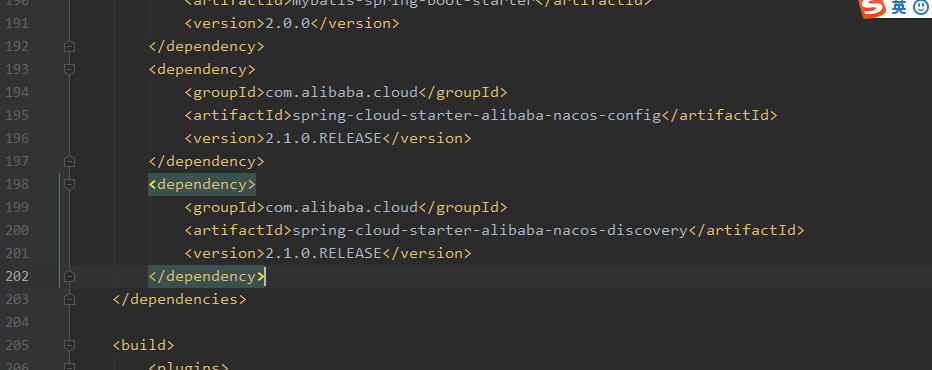 190 <artifactId>mybatis-spring-boot-starter</artifactId>
英
191 <version>2.0.0</version>
192 </dependency>
193 <dependency>
194 <groupId>com.alibaba.cloud</groupId>
195 <artifactId>spring-cloud-starter-alibaba-nacos-config</artifactId>
196 <version>2.1.0.RELEASE</version>
197 </dependency>
198 <dependency>
199 <groupId>com.alibaba.cloud</groupId>
200 <artifactId>spring-cloud-starter-alibaba-nacos-discovery</artifactId>
201 <version>2.1.0.RELEASE</version>
202 </dependency>
203 </dependencies>
204
205 <build>
206 <plugins>